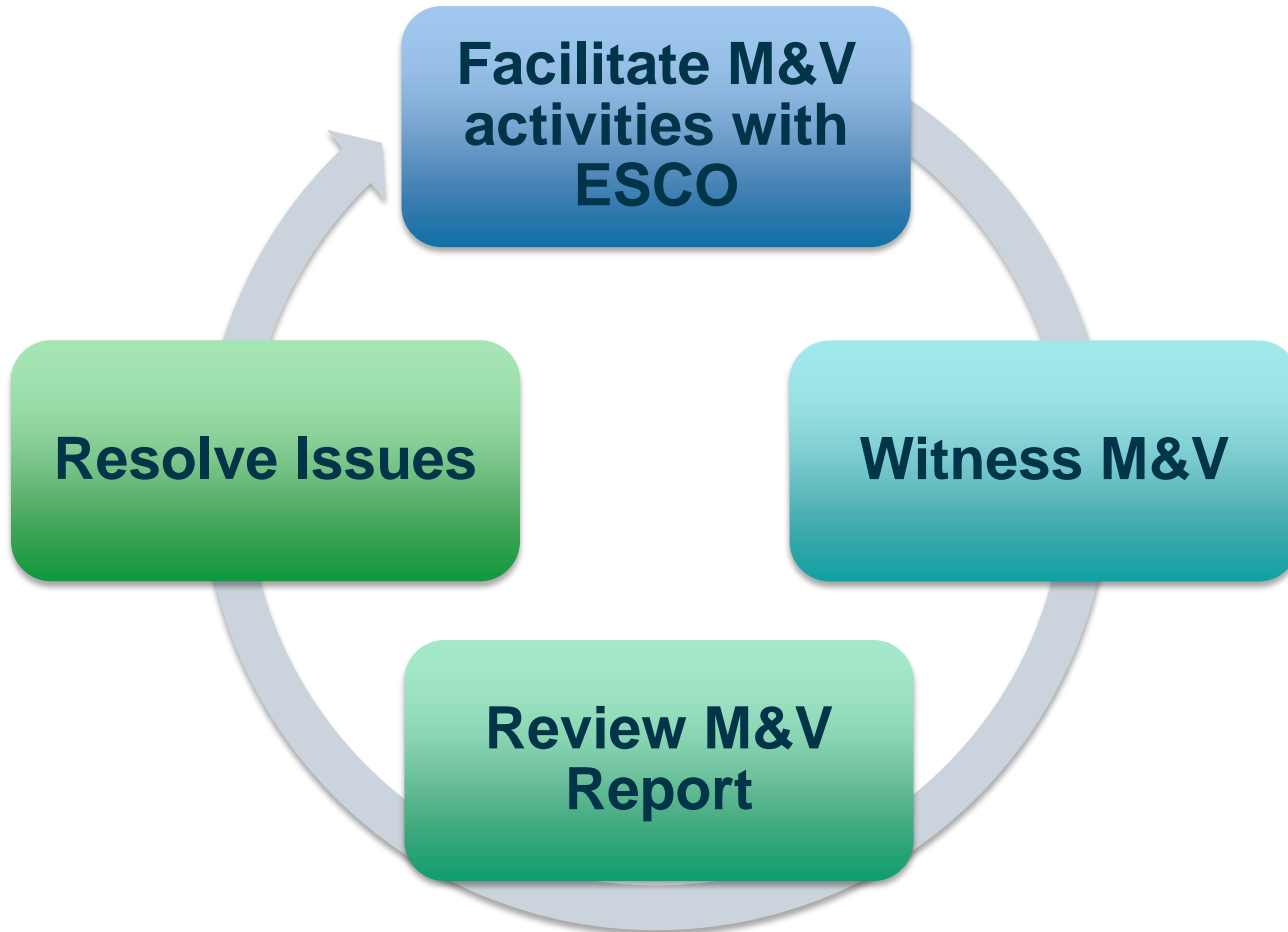 Facilitate M&V
activities with
ESCO
Witness M&V
Review M&V
Report
Resolve Issues